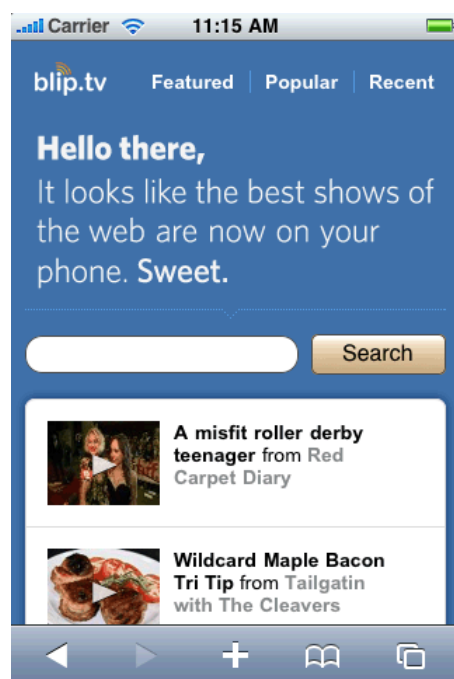 Carrier 11:15 AM
blip.tv Featured Popular Recent
Hello there,
It looks like the best shows of
the web are now on your
phone. Sweet.
Search
A misfit roller derby
teenager from Red
Carpet Diary
Wildcard Maple Bacon
Tri Tip from Tailgatin
with The Cleavers